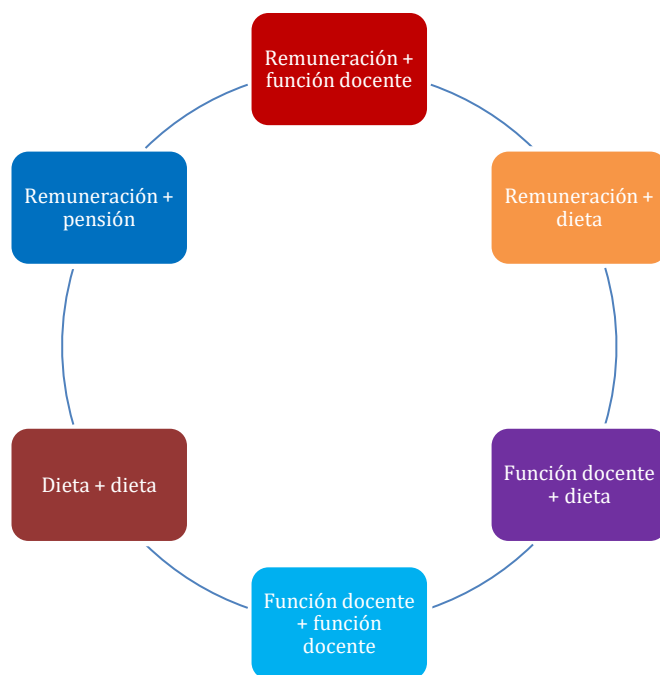 Remuneración +
función docente
Remuneración +
dieta
Función docente
+ dieta
Función docente
+ función
docente
Dieta + dieta
Remuneración +
pensión